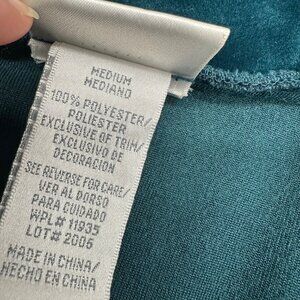 MEDIUM
MEDIANO
100% POLYESTER/
POLIESTER
EXCLUSIVE OF TRIM/
EXCLUSIVO DE
DECORACION
SEE REVERSE FOR CARE/
VER AL DORSO
PARA CUIDADO
WPL# 11935
LOT# 2006
MADE IN CHINA/
HECHO EN CHINA